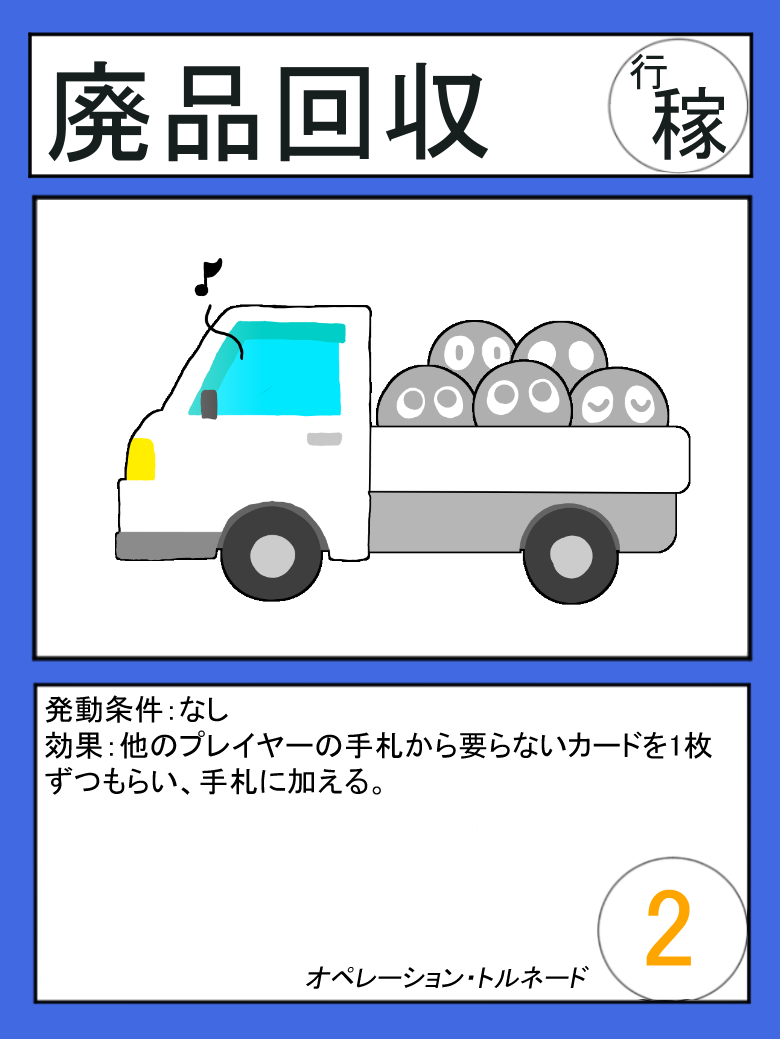 廃品回収
行
稼
発動条件：なし
効果：他のプレイヤーの手札から要らないカードを1枚
ずつもらい、手札に加える。
2
オペレーション・トルネード